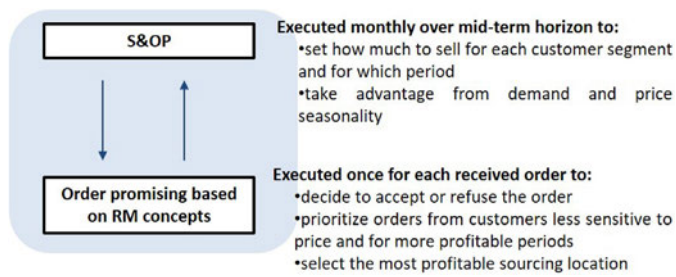 S&OP
Executed monthly over mid-term horizon to:
•set how much to sell for each customer segment
and for which period
•take advantage from demand and price
seasonality
Order promising based
on RM concepts
Executed once for each received order to:
•decide to accept or refuse the order
•prioritize orders from customers less sensitive to
price and for more profitable periods
•select the most profitable sourcing location